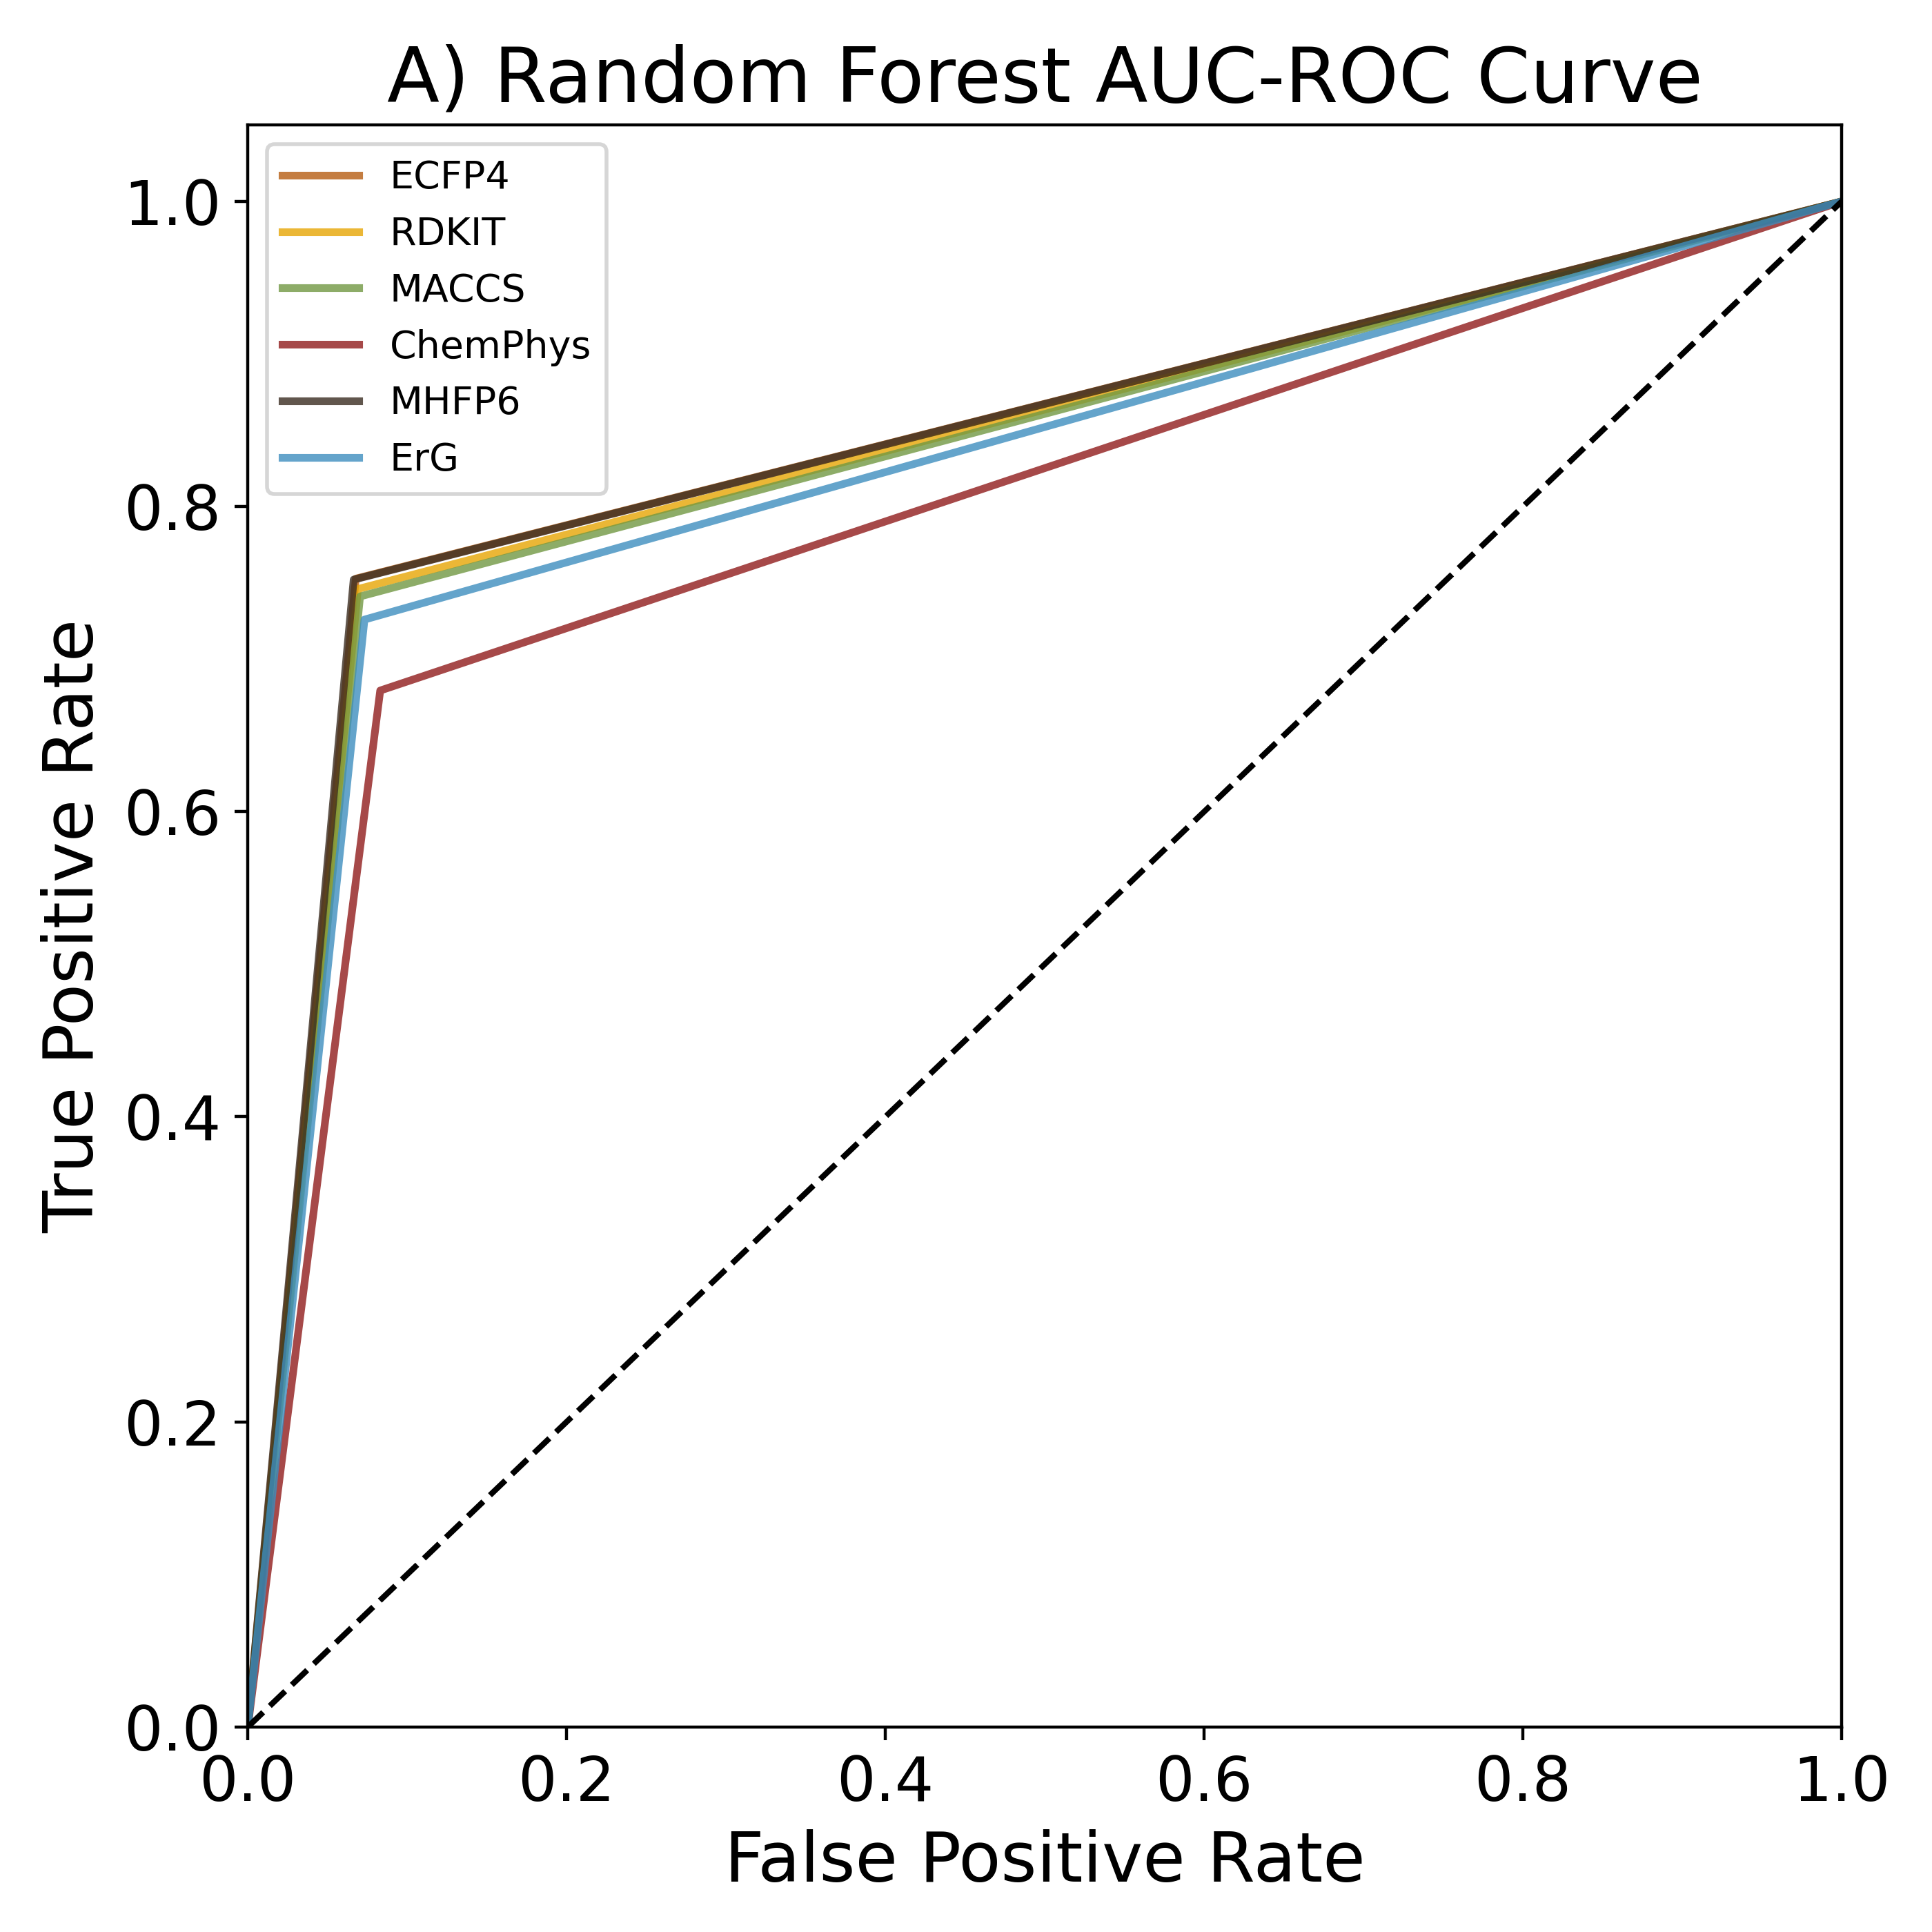 A) Random Forest AUC-ROC Curve
ECFP4
RDKIT
MACCS
ChemPhys
MHFP6
ErG
True Positive Rate
1.0
0.8
0.6
0.4
0.2
0.0
0.0 0.2 0.4 0.6 0.8 1.0
False Positive Rate